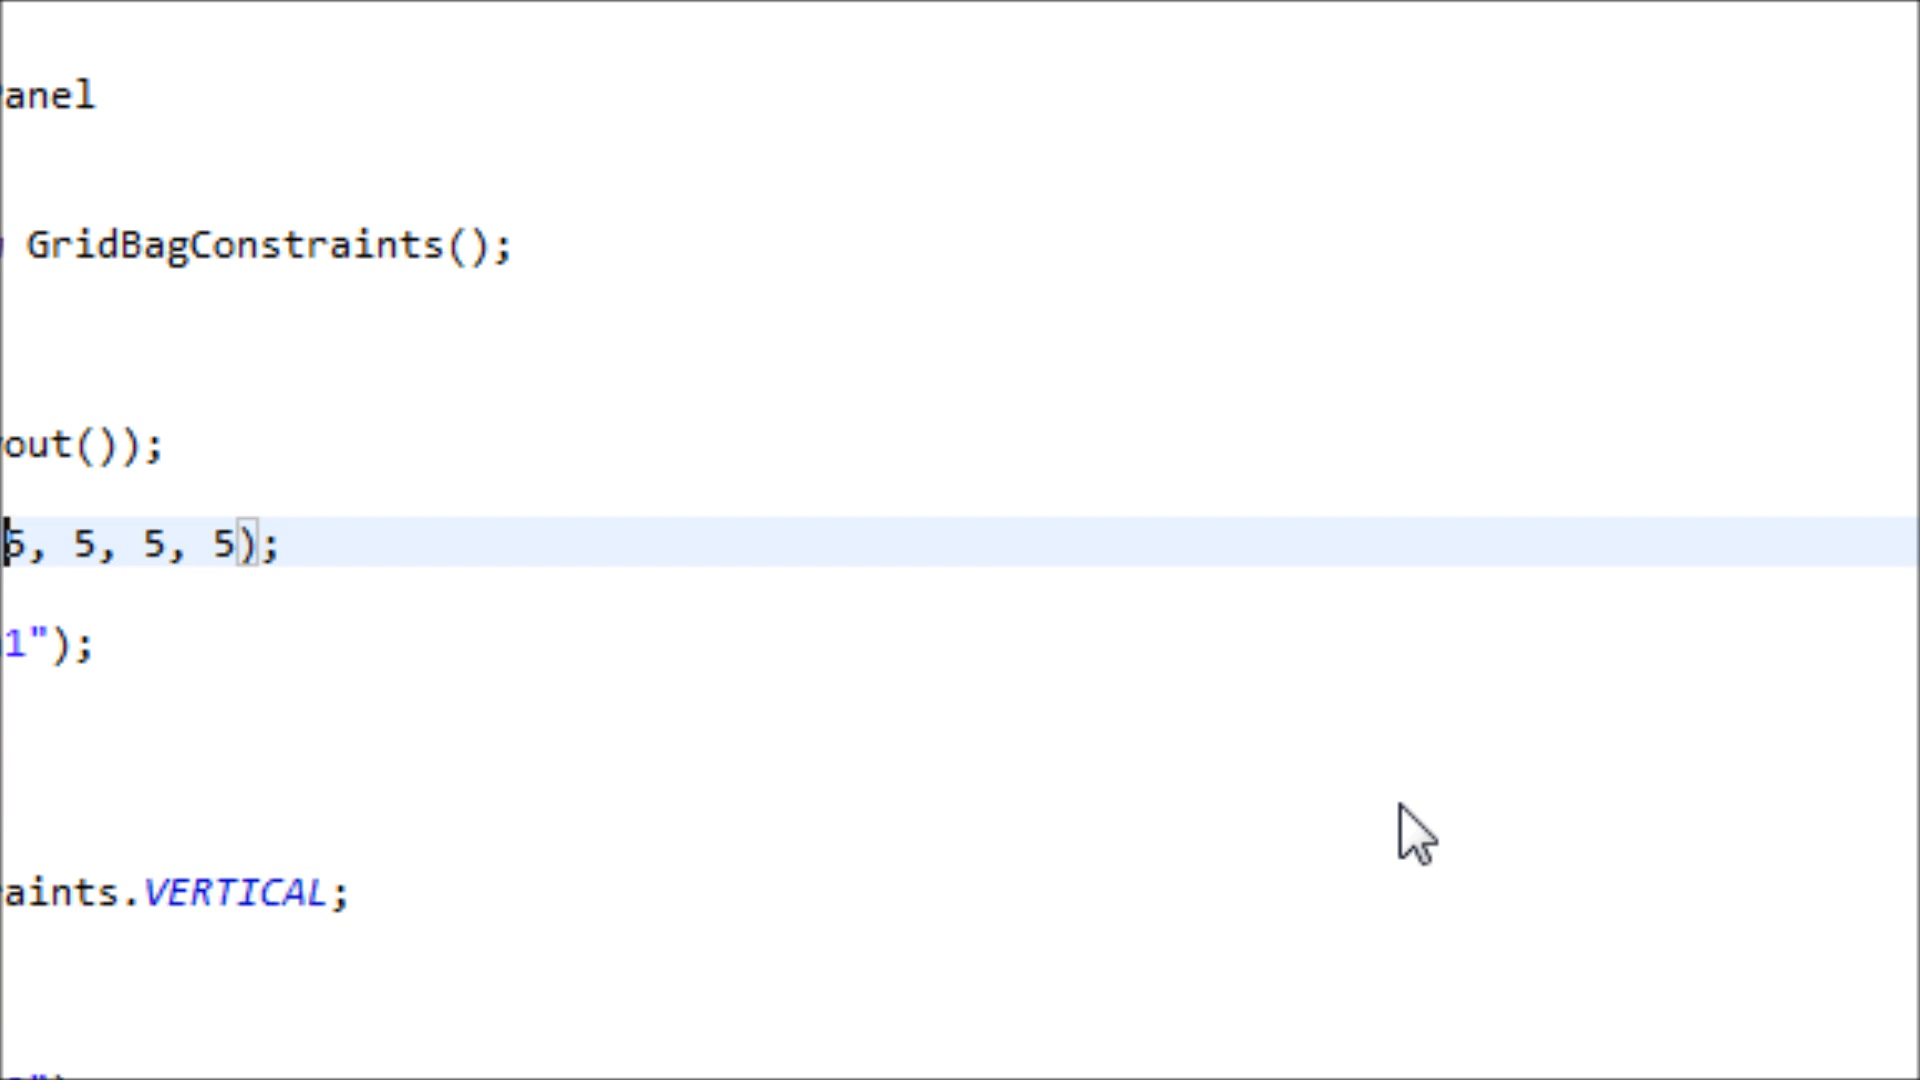 anel
GridBagConstraints();
out());
5, 5, 5, 5);
1");
aints.VERTICAL;